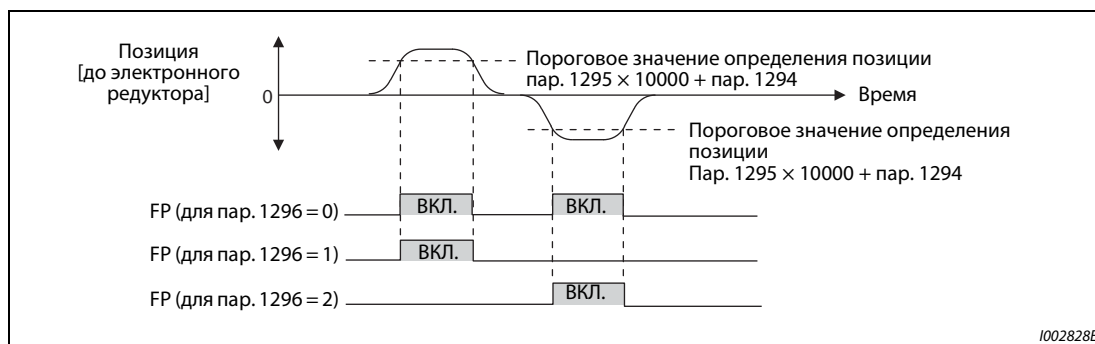 Позиция
[до электронного
редуктора]
0
Пороговое значение определения позиции
пар. 1295 × 10000 + пар. 1294
Время
Пороговое значение определения
позиции
Пар. 1295 × 10000 + пар. 1294
FP (для пар. 1296 = 0)
ВКЛ.
ВКЛ.
FP (для пар. 1296 = 1)
ВКЛ.
FP (для пар. 1296 = 2)
ВКЛ.
I002828E